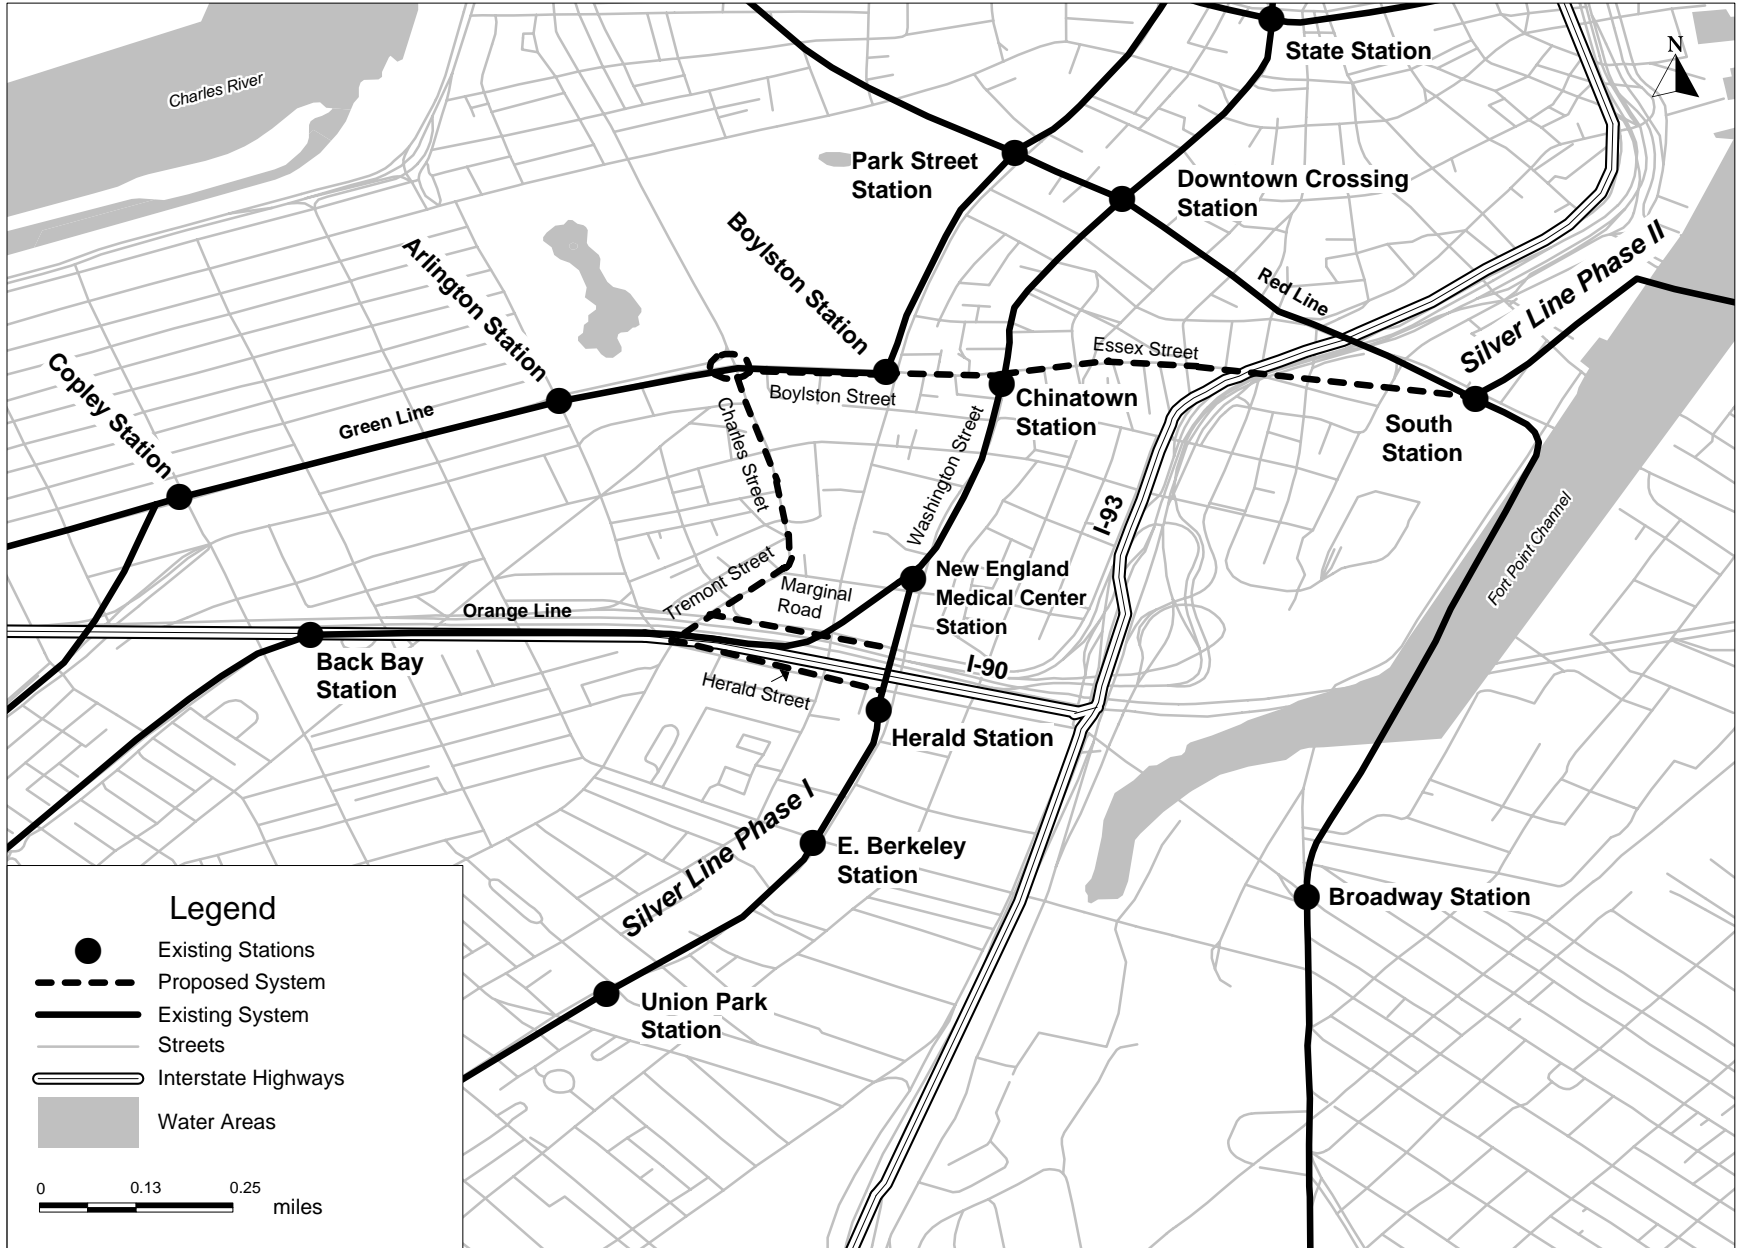 State Station
N
Charles River
Park Street
Station
Downtown Crossing
Station
Boylston Station
Arlington Station
Silver Line Phase II
Red Line
Essex Street
Copley Station
Boylston Street
Chinatown
Station
Green Line
Charles Street
South
Station
Washington Street
I-93
Fort Point Channel
Tremont Street
New England
Medical Center
Station
Marginal
Road
Orange Line
Back Bay
Station
I-90
Herald Street
Herald Station
Silver Line Phase I
E. Berkeley
Station
Broadway Station
Union Park
Station
Legend
Existing Stations
Proposed System
Existing System
Streets
Interstate Highways
Water Areas
0 0.13 0.25
miles